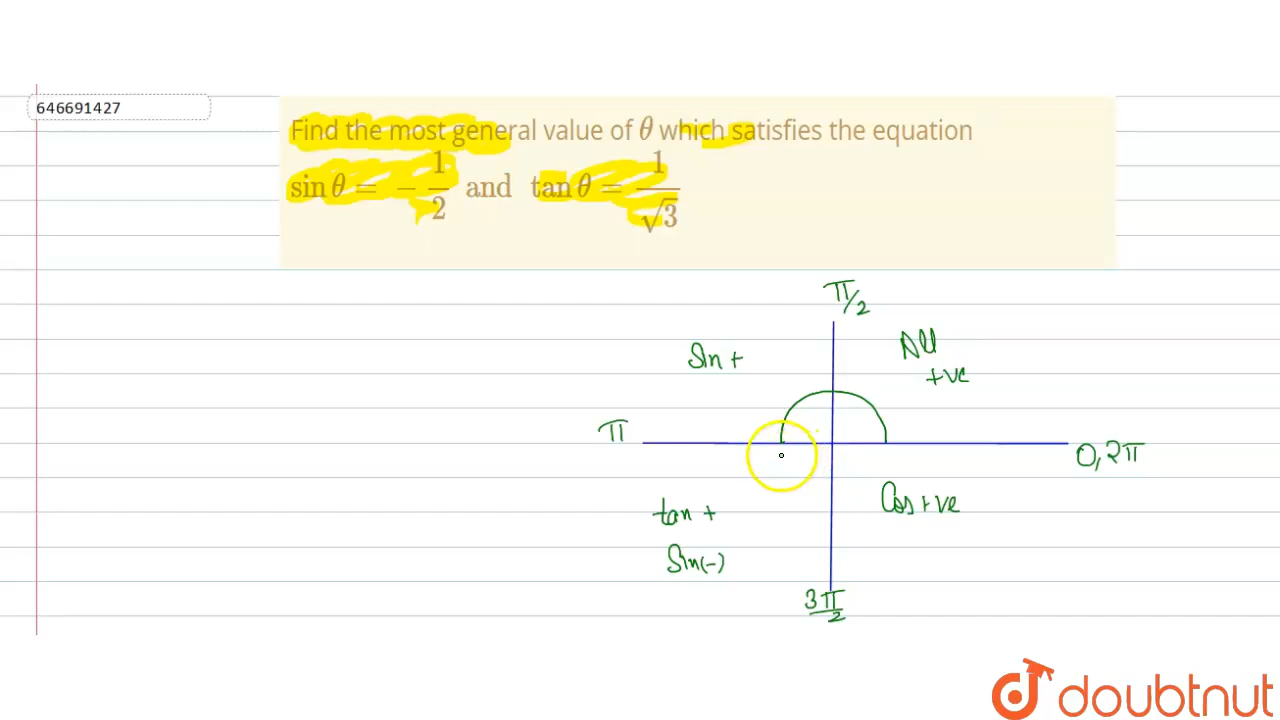 646691427
Find the most general value of θ which satisfies the equation
sin θ = − 1/2 and tan θ = 1/√3
π/2
Sin +
All
+ve
π
0, 2π
tan +
Cos +ve
Sin(-)
3π/2
doubtnut